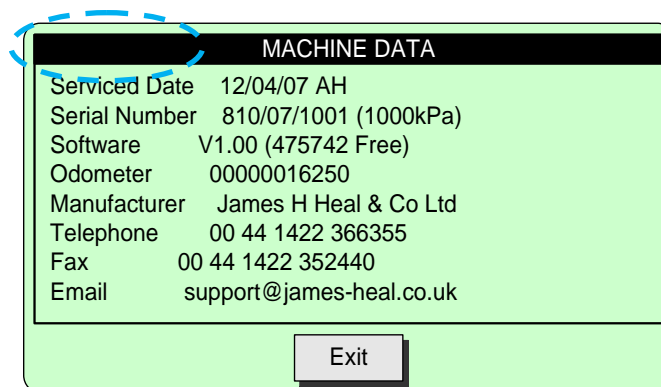 MACHINE DATA
Serviced Date 12/04/07 AH
Serial Number 810/07/1001 (1000kPa)
Software V1.00 (475742 Free)
Odometer 00000016250
Manufacturer James H Heal & Co Ltd
Telephone 00 44 1422 366355
Fax 00 44 1422 352440
Email support@james-heal.co.uk
Exit